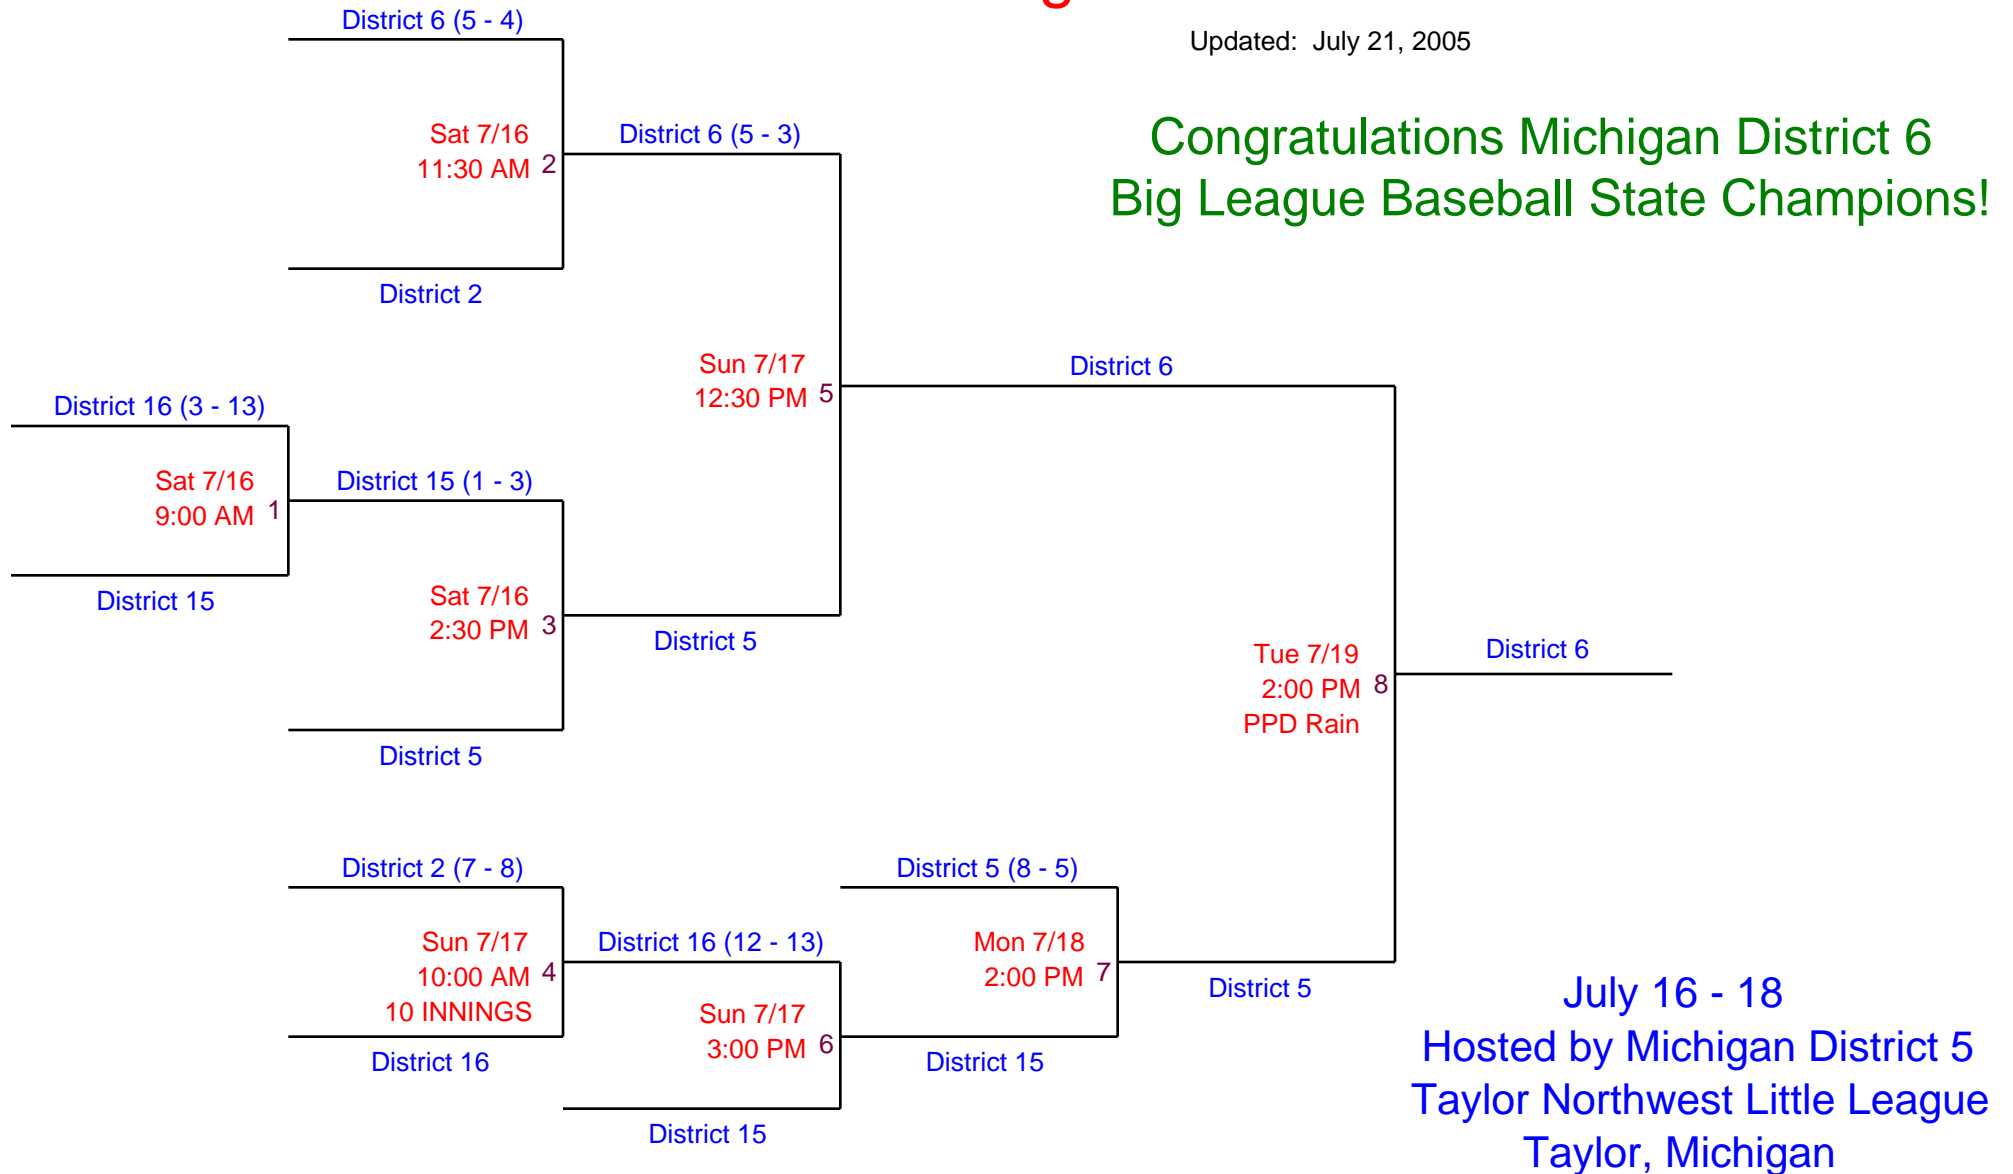 District 6 (5 - 4)
Updated:  July 21, 2005
Congratulations Michigan District 6
Big League Baseball State Champions!
Sat 7/16
11:30 AM
2
District 6 (5 - 3)
District 2
Sun 7/17
12:30 PM
5
District 6
District 16 (3 - 13)
Sat 7/16
9:00 AM
1
District 15 (1 - 3)
District 15
Sat 7/16
2:30 PM
3
District 5
District 5
Tue 7/19
2:00 PM
8
PPD Rain
District 6
District 2 (7 - 8)
Sun 7/17
10:00 AM
4
10 INNINGS
District 16
District 16 (12 - 13)
Sun 7/17
3:00 PM
6
District 15
District 5 (8 - 5)
Mon 7/18
2:00 PM
7
District 15
District 5
July 16 - 18
Hosted by Michigan District 5
Taylor Northwest Little League
Taylor, Michigan